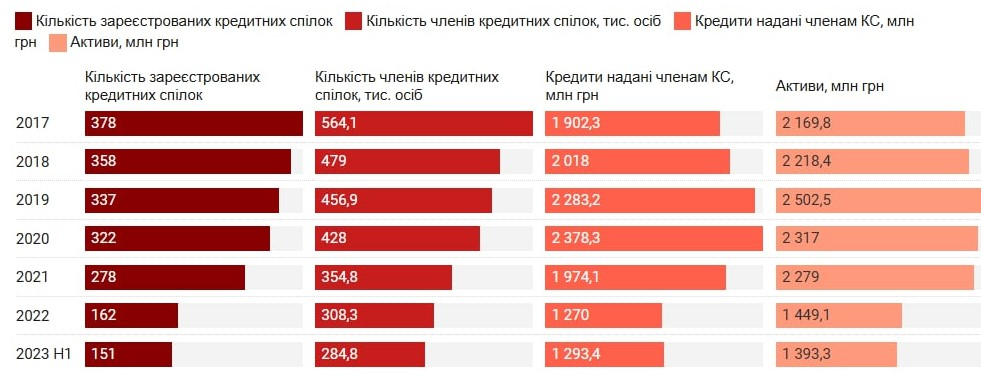 Кількість зареєстрованих кредитних спілок Кількість членів кредитних спілок, тис. осіб Кредити надані членам КС, млн
грн Активи, млн грн
Кількість зареєстрованих кредитних спілок
Кількість членів кредитних спілок, тис. осіб
Кредити надані членам КС, млн грн
Активи, млн грн
2017 378 564,1 1 902,3 2 169,8
2018 358 479 2 018 2 218,4
2019 337 456,9 2 283,2 2 502,5
2020 322 428 2 378,3 2 317
2021 278 354,8 1 974,1 2 279
2022 162 308,3 1 270 1 449,1
2023 H1 151 284,8 1 293,4 1 393,3